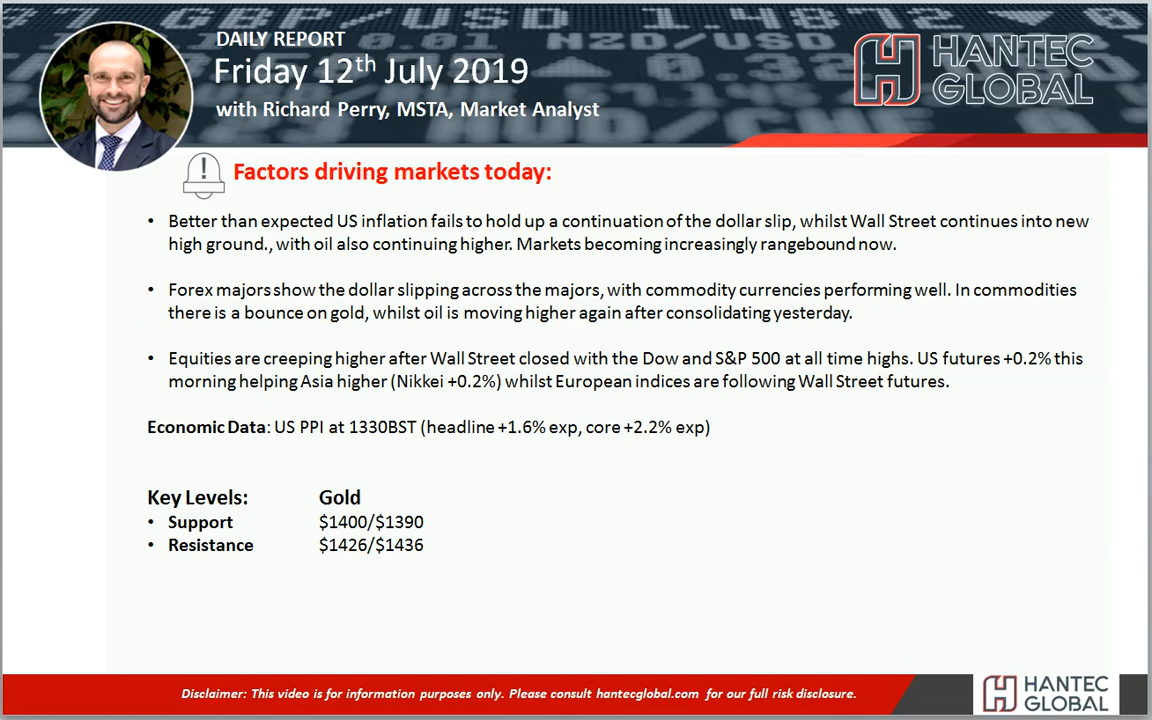 DAILY REPORT
Friday 12th July 2019
with Richard Perry, MSTA, Market Analyst
HANTEC
GLOBAL
Factors driving markets today:
• Better than expected US inflation fails to hold up a continuation of the dollar slip, whilst Wall Street continues into new
high ground., with oil also continuing higher. Markets becoming increasingly rangebound now.
• Forex majors show the dollar slipping across the majors, with commodity currencies performing well. In commodities
there is a bounce on gold, whilst oil is moving higher again after consolidating yesterday.
• Equities are creeping higher after Wall Street closed with the Dow and S&P 500 at all time highs. US futures +0.2% this
morning helping Asia higher (Nikkei +0.2%) whilst European indices are following Wall Street futures.
Economic Data: US PPI at 1330BST (headline +1.6% exp, core +2.2% exp)
Key Levels: Gold
• Support $1400/$1390
• Resistance $1426/$1436
Disclaimer: This video is for information purposes only. Please consult hantecglobal.com for our full risk disclosure.
HANTEC
GLOBAL